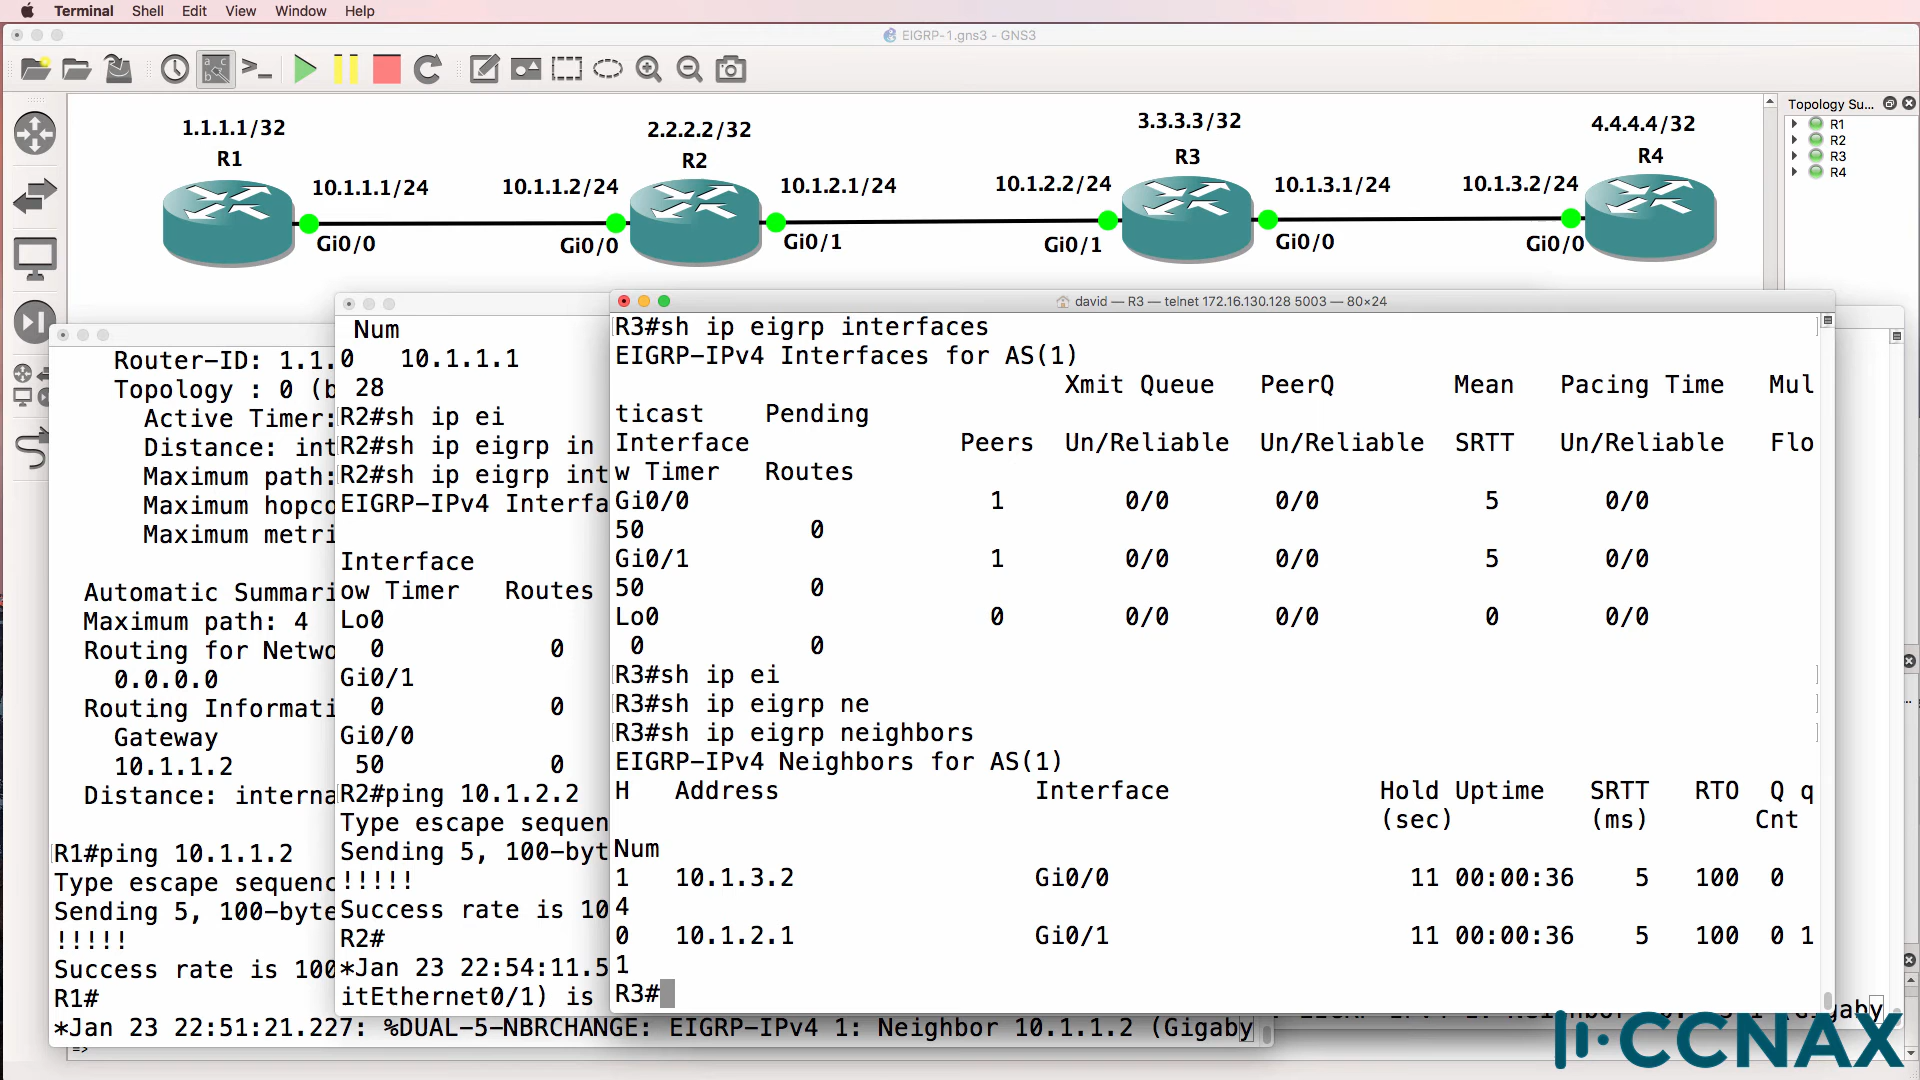 Terminal Shell Edit View Window Help
EIGRP-1.gns3 - GNS3
Topology Su...
R1
R2
R3
R4
1.1.1.1/32
R1
10.1.1.1/24
Gi0/0
2.2.2.2/32
R2
10.1.1.2/24
Gi0/0
10.1.2.1/24
Gi0/1
3.3.3.3/32
R3
10.1.2.2/24
Gi0/1
10.1.3.1/24
Gi0/0
4.4.4.4/32
R4
10.1.3.2/24
Gi0/0
Router-ID: 1.1.
Topology : 0 (b
Active Timer:
Distance: int
Maximum path:
Maximum hopco
Maximum metri
Automatic Summari
Maximum path: 4
Routing for Netwo
0.0.0.0
Routing Informati
Gateway
10.1.1.2
Distance: interna
R1#ping 10.1.1.2
Type escape sequenc
Sending 5, 100-byte
!!!!!
Success rate is 100
R1#
*Jan 23 22:51:21.227: %DUAL-5-NBRCHANGE: EIGRP-IPv4 1: Neighbor 10.1.1.2 (Gigaby
=>
Num
0 10.1.1.1
28
R2#sh ip ei
R2#sh ip eigrp in
R2#sh ip eigrp int
EIGRP-IPv4 Interfa
Interface
ow Timer Routes
Lo0
0 0
Gi0/1
0 0
Gi0/0
50 0
R2#ping 10.1.2.2
Type escape sequen
Sending 5, 100-byt
!!!!!
Success rate is 10
R2#
*Jan 23 22:54:11.5
itEthernet0/1) is
david — R3 — telnet 172.16.130.128 5003 — 80×24
R3#sh ip eigrp interfaces
EIGRP-IPv4 Interfaces for AS(1)
Xmit Queue PeerQ Mean Pacing Time Mul
ticast Pending
Interface Peers Un/Reliable Un/Reliable SRTT Un/Reliable Flo
w Timer Routes
Gi0/0 1 0/0 0/0 5 0/0
50 0
Gi0/1 1 0/0 0/0 5 0/0
50 0
Lo0 0 0/0 0/0 0 0/0
0 0
R3#sh ip ei
R3#sh ip eigrp ne
R3#sh ip eigrp neighbors
EIGRP-IPv4 Neighbors for AS(1)
H Address Interface Hold Uptime SRTT RTO Q q
(sec) (ms) Cnt
Num
1 10.1.3.2 Gi0/0 11 00:00:36 5 100 0
4
0 10.1.2.1 Gi0/1 11 00:00:36 5 100 0 1
1
R3#
CCNAX